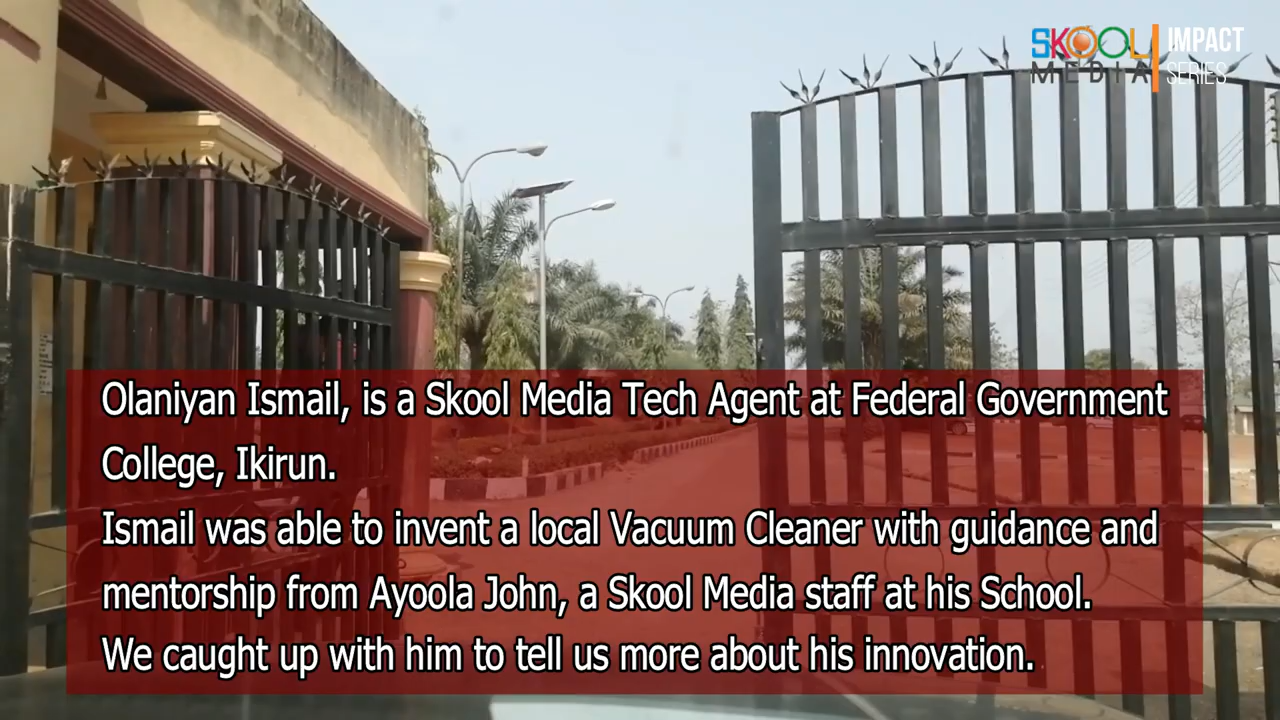 SKOOL IMPACT
MEDIA SERIES
Olaniyan Ismail, is a Skool Media Tech Agent at Federal Government
College, Ikirun.
Ismail was able to invent a local Vacuum Cleaner with guidance and
mentorship from Ayoola John, a Skool Media staff at his School.
We caught up with him to tell us more about his innovation.